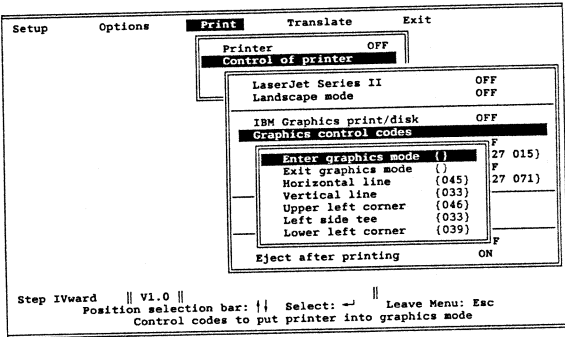 Setup Options Print Translate Exit
Printer OFF
Control of printer
LaserJet Series II OFF
Landscape mode OFF
IBM Graphics print/disk OFF
Graphics control codes
F
Enter graphics mode {} 27 015}
Exit graphics mode {} F
Horizontal line {045} 27 071}
Vertical line {033}
Upper left corner {046}
Left side tee {033}
Lower left corner {039}
F
Eject after printing ON
Step IVward ‖ V1.0 ‖ ‖
Position selection bar: ↑↓ Select: ↵ Leave Menu: Esc
Control codes to put printer into graphics mode